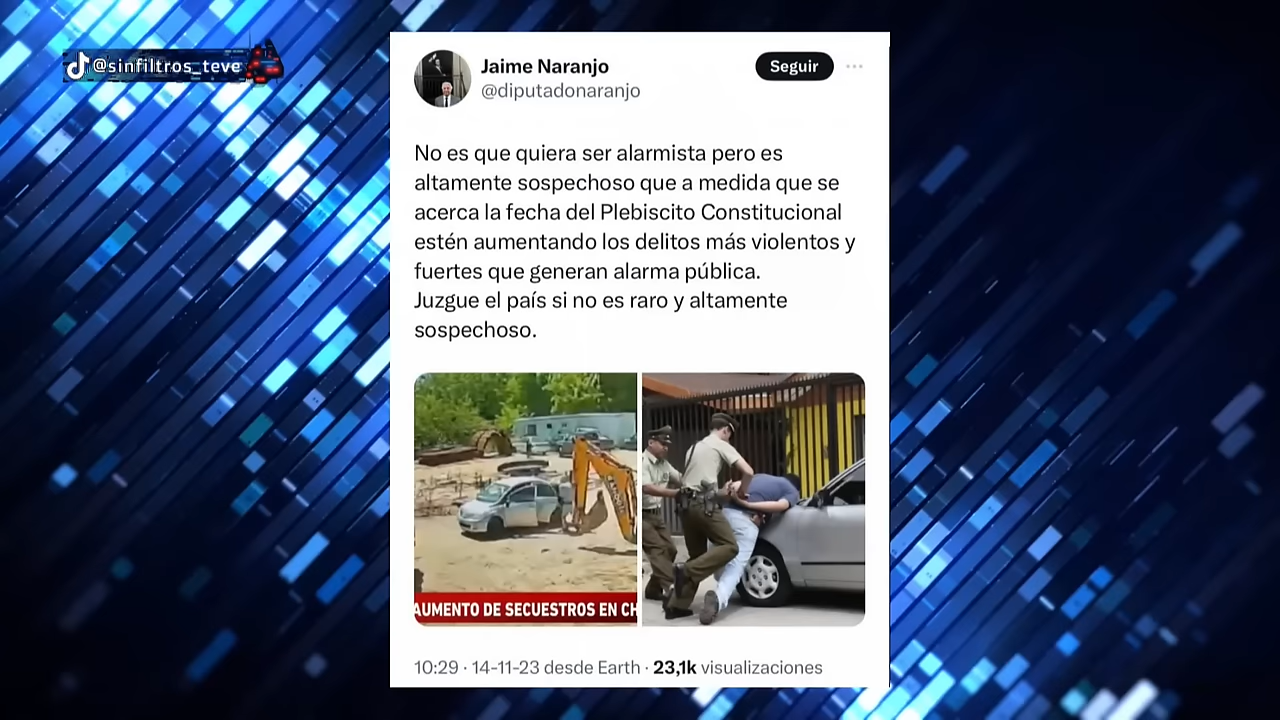 @sinfiltros_teve
Jaime Naranjo
@diputadonaranjo
Seguir
No es que quiera ser alarmista pero es
altamente sospechoso que a medida que se
acerca la fecha del Plebiscito Constitucional
estén aumentando los delitos más violentos y
fuertes que generan alarma pública.
Juzgue el país si no es raro y altamente
sospechoso.
AUMENTO DE SECUESTROS EN CH
10:29 · 14-11-23 desde Earth · 23,1k visualizaciones